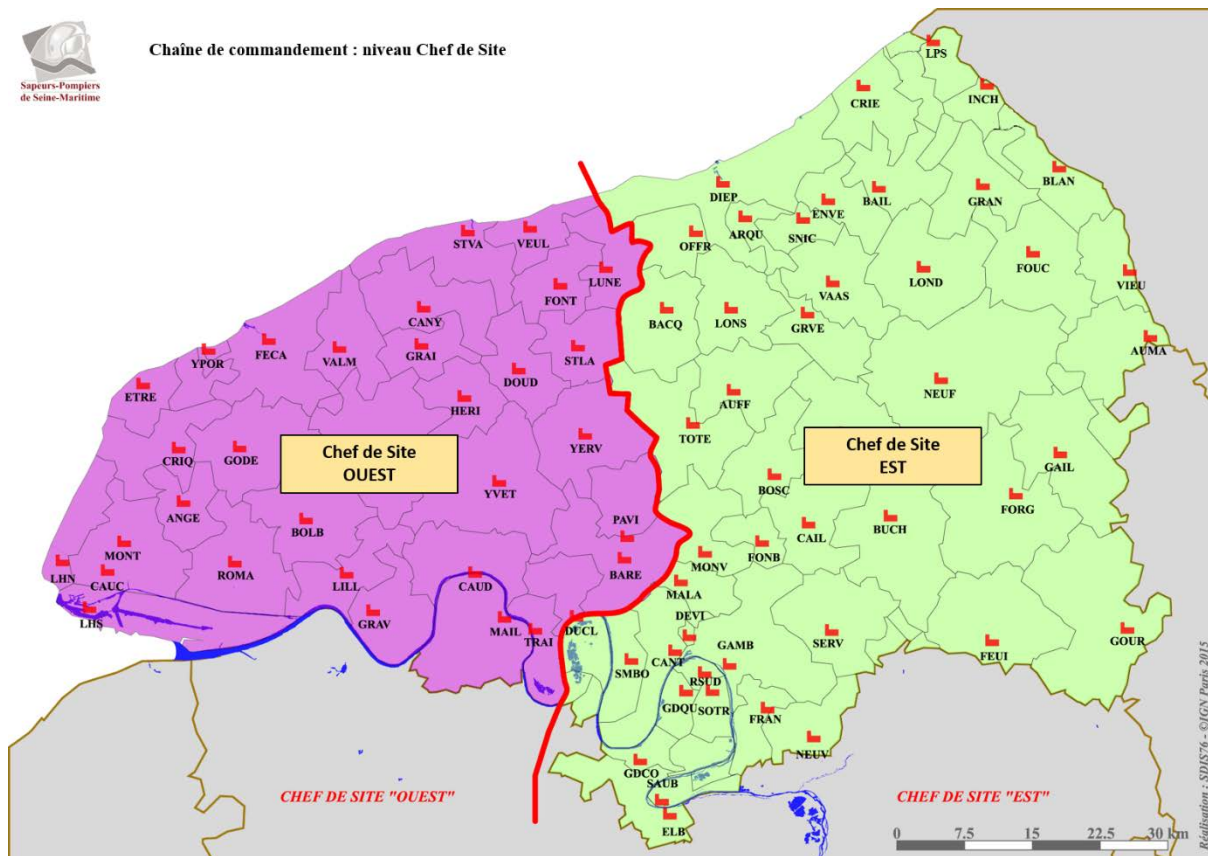 Chaîne de commandement : niveau Chef de Site
Sapeurs-Pompiers
de Seine-Maritime
LPS
CRIE
INCH
BLAN
DIEP
ENVE
BAIL
GRAN
STVA
VEUL
OFFR
ARQU
SNIC
LUNE
FONT
VAAS
LOND
FOUC
VIEU
CANY
BACQ
LONS
GRVE
YPOR
FECA
VALM
GRAI
STLA
AUMA
ETRE
DOUD
HERI
AUFF
NEUF
TOTE
CRIQ
GODE
Chef de Site
OUEST
YERV
Chef de Site
EST
GAIL
YVET
BOSC
FORG
ANGE
BOLB
PAVI
CAIL
BUCH
MONT
LHN
CAUC
ROMA
LILL
CAUD
BARE
MONV
FONB
MALA
LHS
GRAV
MAIL
TRAI
DUCL
DEVI
GAMB
SERV
FEUI
GOUR
SMBO
CANT
RSUD
GDQU
SOTR
FRAN
NEUV
GDCO
SAUB
ELB
CHEF DE SITE "OUEST"
CHEF DE SITE "EST"
0 7.5 15 22.5 30 km
Réalisation : SDIS76 - ©IGN Paris 2015